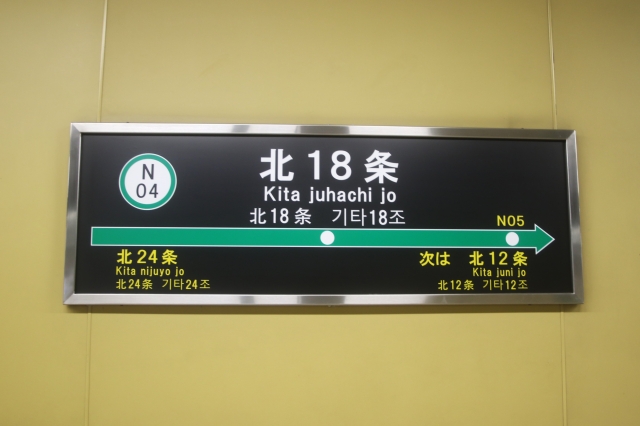 N
04
北18条
Kita juhachi jo
北18条 기타18조
N05
北24条
Kita nijuyo jo
北24条 기타24조
次は 北12条
Kita juni jo
北12条 기타12조